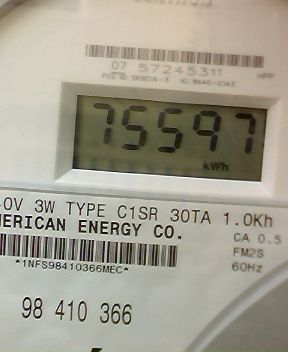 07 57245311
75597
kWh
0V 3W TYPE C1SR 30TA 1.0Kh
MERICAN ENERGY CO.
CA 0.5
FM2S
60Hz
*1NFS98410366MEC*
98 410 366